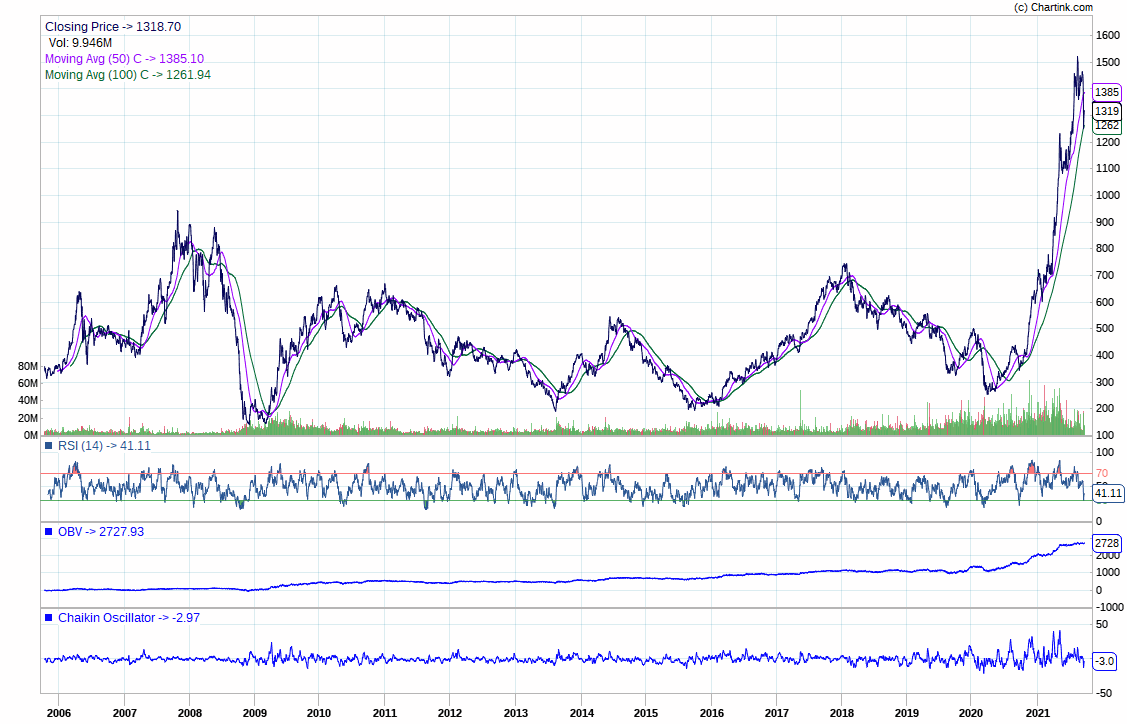 (c) Chartink.com
Closing Price -> 1318.70
Vol: 9.946M
Moving Avg (50) C -> 1385.10
Moving Avg (100) C -> 1261.94
1600
1500
1385
1319
1262
1200
1100
1000
900
800
700
600
500
400
300
200
100
80M
60M
40M
20M
0M
RSI (14) -> 41.11
100
70
41.11
0
OBV -> 2727.93
2728
2000
1000
0
-1000
Chaikin Oscillator -> -2.97
50
-3.0
-50
2006 2007 2008 2009 2010 2011 2012 2013 2014 2015 2016 2017 2018 2019 2020 2021